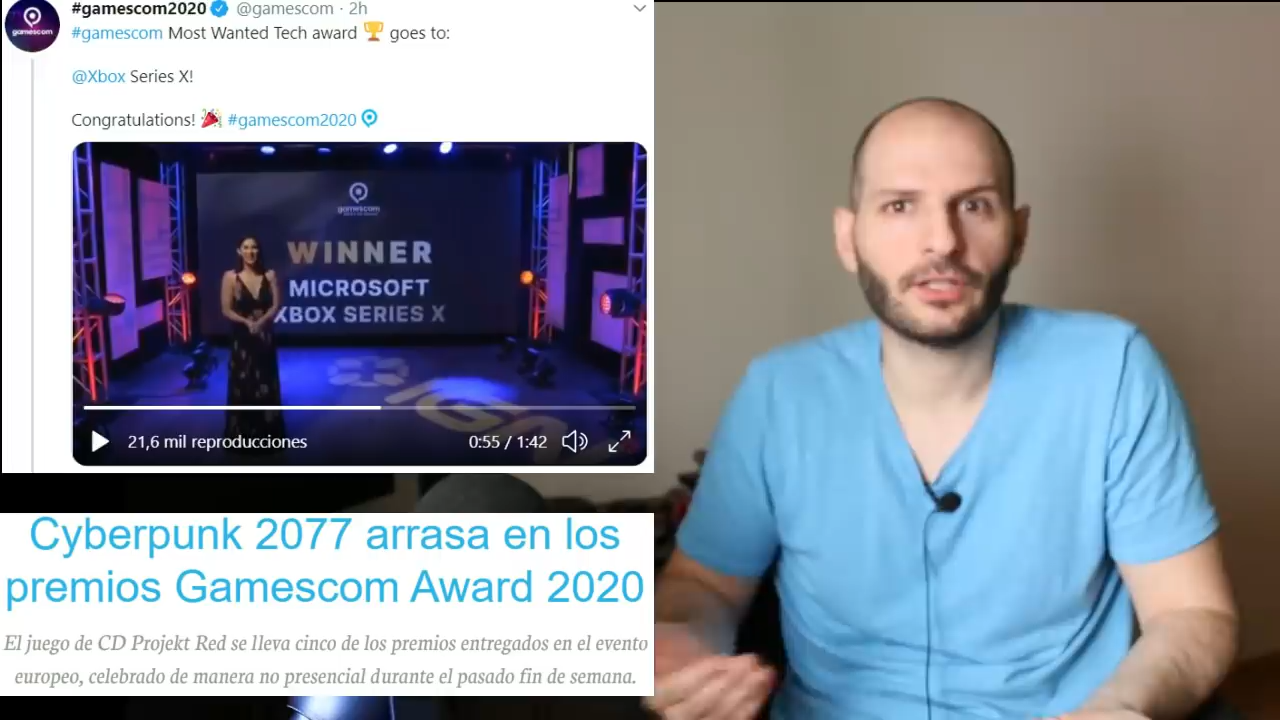 #gamescom2020 @gamescom · 2h
gamescom
#gamescom Most Wanted Tech award 🏆 goes to:
@Xbox Series X!
Congratulations! 🎉 #gamescom2020
gamescom
WINNER
MICROSOFT
XBOX SERIES X
IGN
21,6 mil reproducciones
0:55 / 1:42
Cyberpunk 2077 arrasa en los
premios Gamescom Award 2020
El juego de CD Projekt Red se lleva cinco de los premios entregados en el evento
europeo, celebrado de manera no presencial durante el pasado fin de semana.